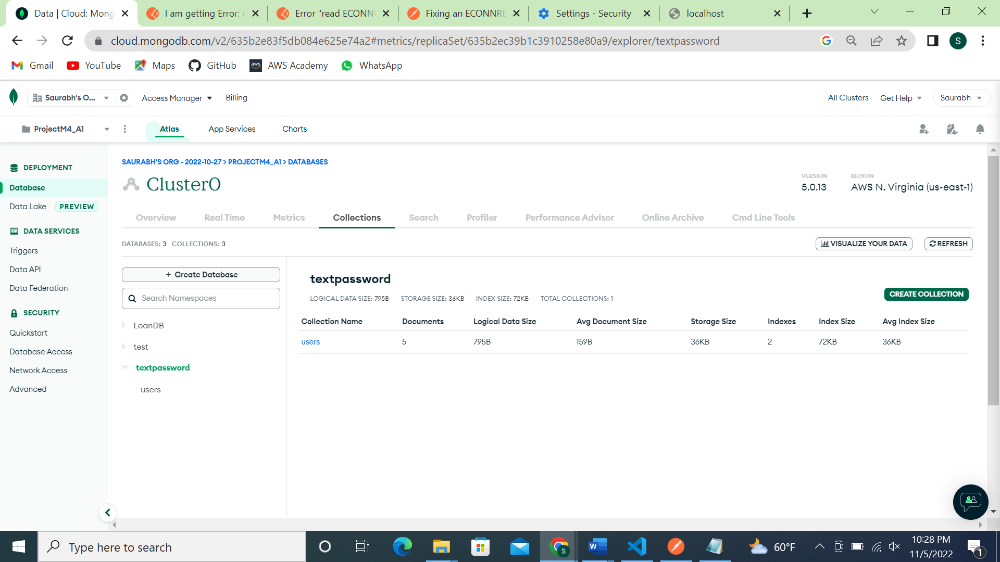 Data | Cloud: Mong
I am getting Error: r
Error "read ECONN
Fixing an ECONNRE
Settings - Security
localhost
cloud.mongodb.com/v2/635b2e83f5db084e625e74a2#metrics/replicaSet/635b2ec39b1c3910258e80a9/explorer/textpassword
S
Gmail
YouTube
Maps
GitHub
aws
AWS Academy
WhatsApp
Saurabh's O...
Access Manager
Billing
All Clusters
Get Help
Saurabh
ProjectM4_A1
Atlas
App Services
Charts
DEPLOYMENT
Database
Data Lake PREVIEW
DATA SERVICES
Triggers
Data API
Data Federation
SECURITY
Quickstart
Database Access
Network Access
Advanced
SAURABH'S ORG - 2022-10-27 > PROJECTM4_A1 > DATABASES
Cluster0
VERSION
5.0.13
REGION
AWS N. Virginia (us-east-1)
Overview
Real Time
Metrics
Collections
Search
Profiler
Performance Advisor
Online Archive
Cmd Line Tools
DATABASES: 3 COLLECTIONS: 3
VISUALIZE YOUR DATA
REFRESH
+ Create Database
Search Namespaces
LoanDB
test
textpassword
users
textpassword
LOGICAL DATA SIZE: 795B STORAGE SIZE: 36KB INDEX SIZE: 72KB TOTAL COLLECTIONS: 1
CREATE COLLECTION
Collection Name Documents Logical Data Size Avg Document Size Storage Size Indexes Index Size Avg Index Size
users 5 795B 159B 36KB 2 72KB 36KB
Type here to search
S
60°F
10:28 PM
11/5/2022
1